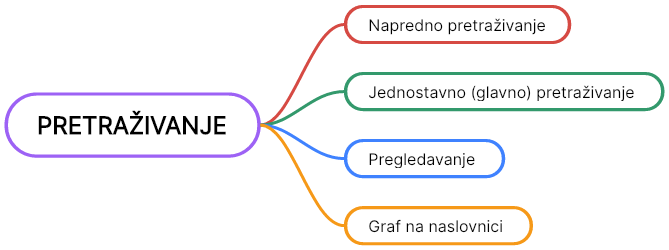 PRETRAŽIVANJE
Napredno pretraživanje
Jednostavno (glavno) pretraživanje
Pregledavanje
Graf na naslovnici